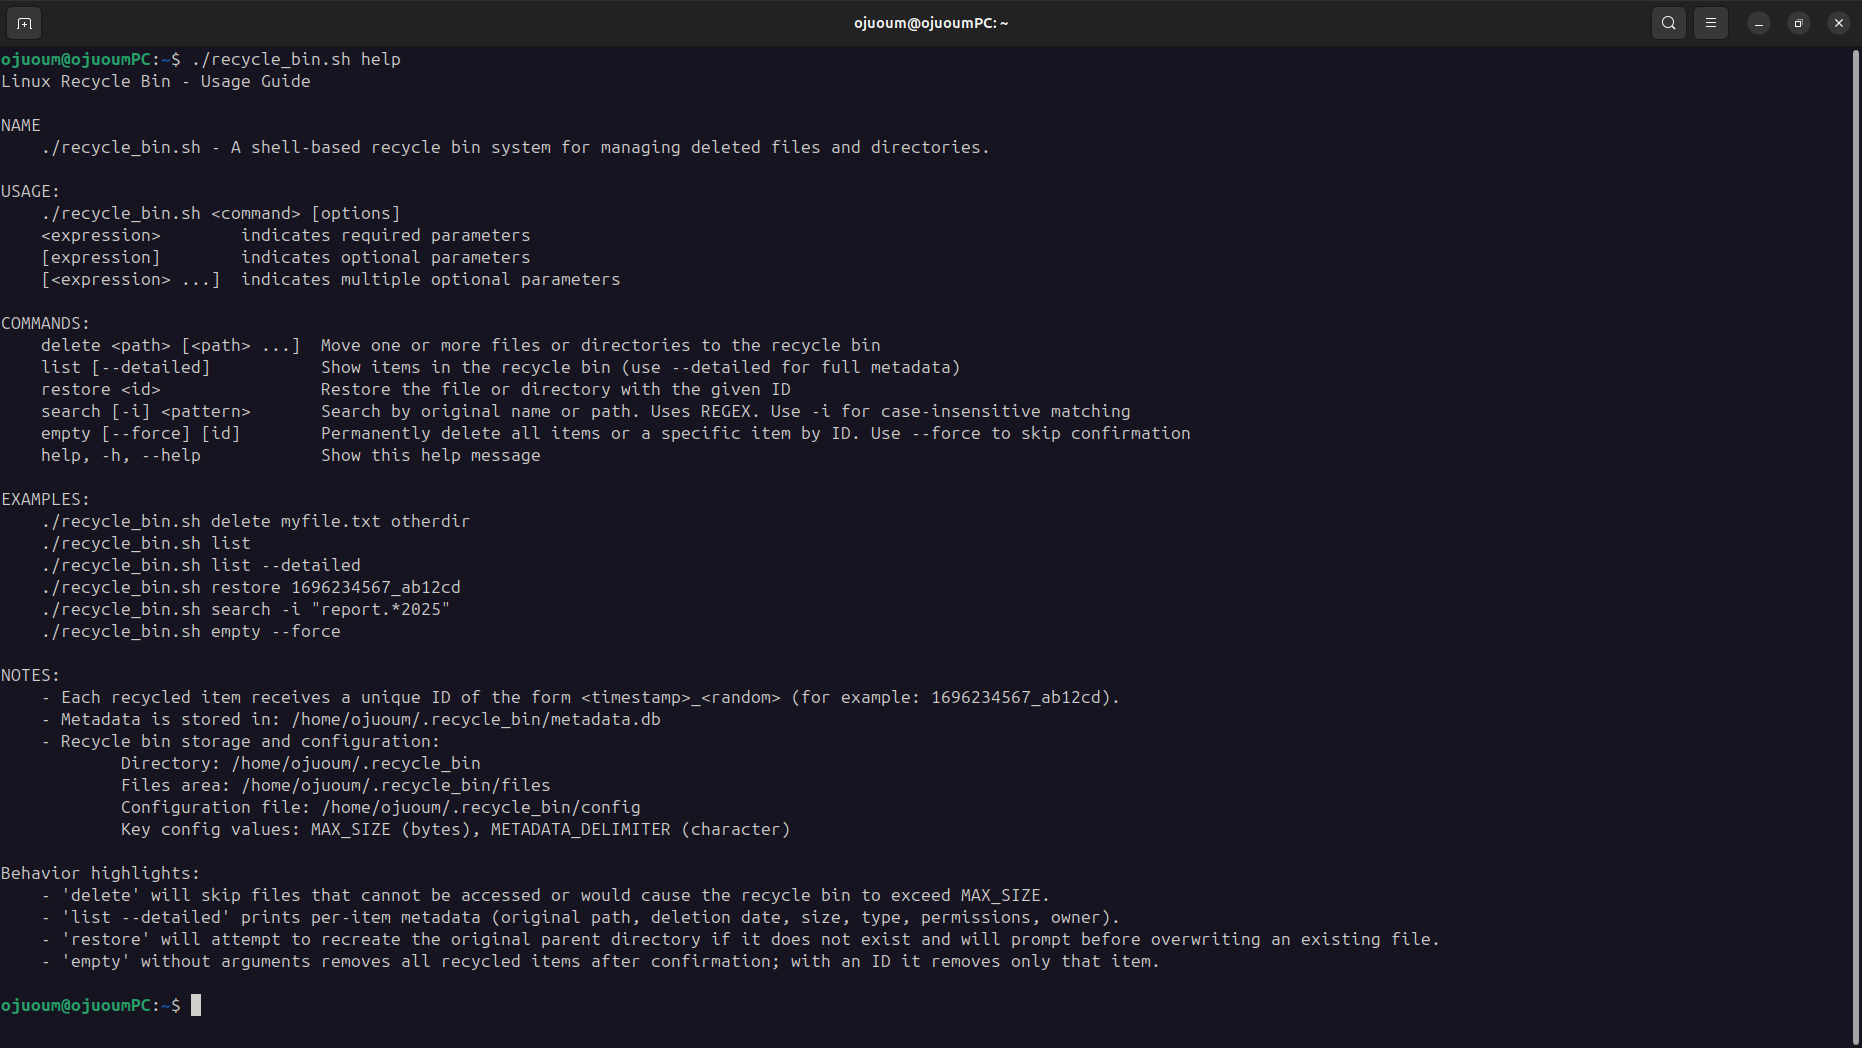 ojuoum@ojuoumPC: ~
ojuoum@ojuoumPC:~$ ./recycle_bin.sh help
Linux Recycle Bin - Usage Guide

NAME
    ./recycle_bin.sh - A shell-based recycle bin system for managing deleted files and directories.

USAGE:
    ./recycle_bin.sh <command> [options]
    <expression>        indicates required parameters
    [expression]        indicates optional parameters
    [<expression> ...]  indicates multiple optional parameters

COMMANDS:
    delete <path> [<path> ...]  Move one or more files or directories to the recycle bin
    list [--detailed]           Show items in the recycle bin (use --detailed for full metadata)
    restore <id>                Restore the file or directory with the given ID
    search [-i] <pattern>       Search by original name or path. Uses REGEX. Use -i for case-insensitive matching
    empty [--force] [id]        Permanently delete all items or a specific item by ID. Use --force to skip confirmation
    help, -h, --help            Show this help message

EXAMPLES:
    ./recycle_bin.sh delete myfile.txt otherdir
    ./recycle_bin.sh list
    ./recycle_bin.sh list --detailed
    ./recycle_bin.sh restore 1696234567_ab12cd
    ./recycle_bin.sh search -i "report.*2025"
    ./recycle_bin.sh empty --force

NOTES:
    - Each recycled item receives a unique ID of the form <timestamp>_<random> (for example: 1696234567_ab12cd).
    - Metadata is stored in: /home/ojuoum/.recycle_bin/metadata.db
    - Recycle bin storage and configuration:
            Directory: /home/ojuoum/.recycle_bin
            Files area: /home/ojuoum/.recycle_bin/files
            Configuration file: /home/ojuoum/.recycle_bin/config
            Key config values: MAX_SIZE (bytes), METADATA_DELIMITER (character)

Behavior highlights:
    - 'delete' will skip files that cannot be accessed or would cause the recycle bin to exceed MAX_SIZE.
    - 'list --detailed' prints per-item metadata (original path, deletion date, size, type, permissions, owner).
    - 'restore' will attempt to recreate the original parent directory if it does not exist and will prompt before overwriting an existing file.
    - 'empty' without arguments removes all recycled items after confirmation; with an ID it removes only that item.

ojuoum@ojuoumPC:~$